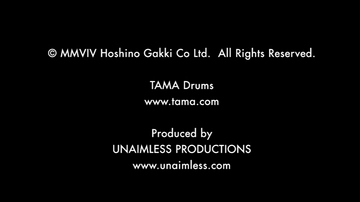 © MMVIV Hoshino Gakki Co Ltd.  All Rights Reserved.
TAMA Drums
www.tama.com
Produced by
UNAIMLESS PRODUCTIONS
www.unaimless.com